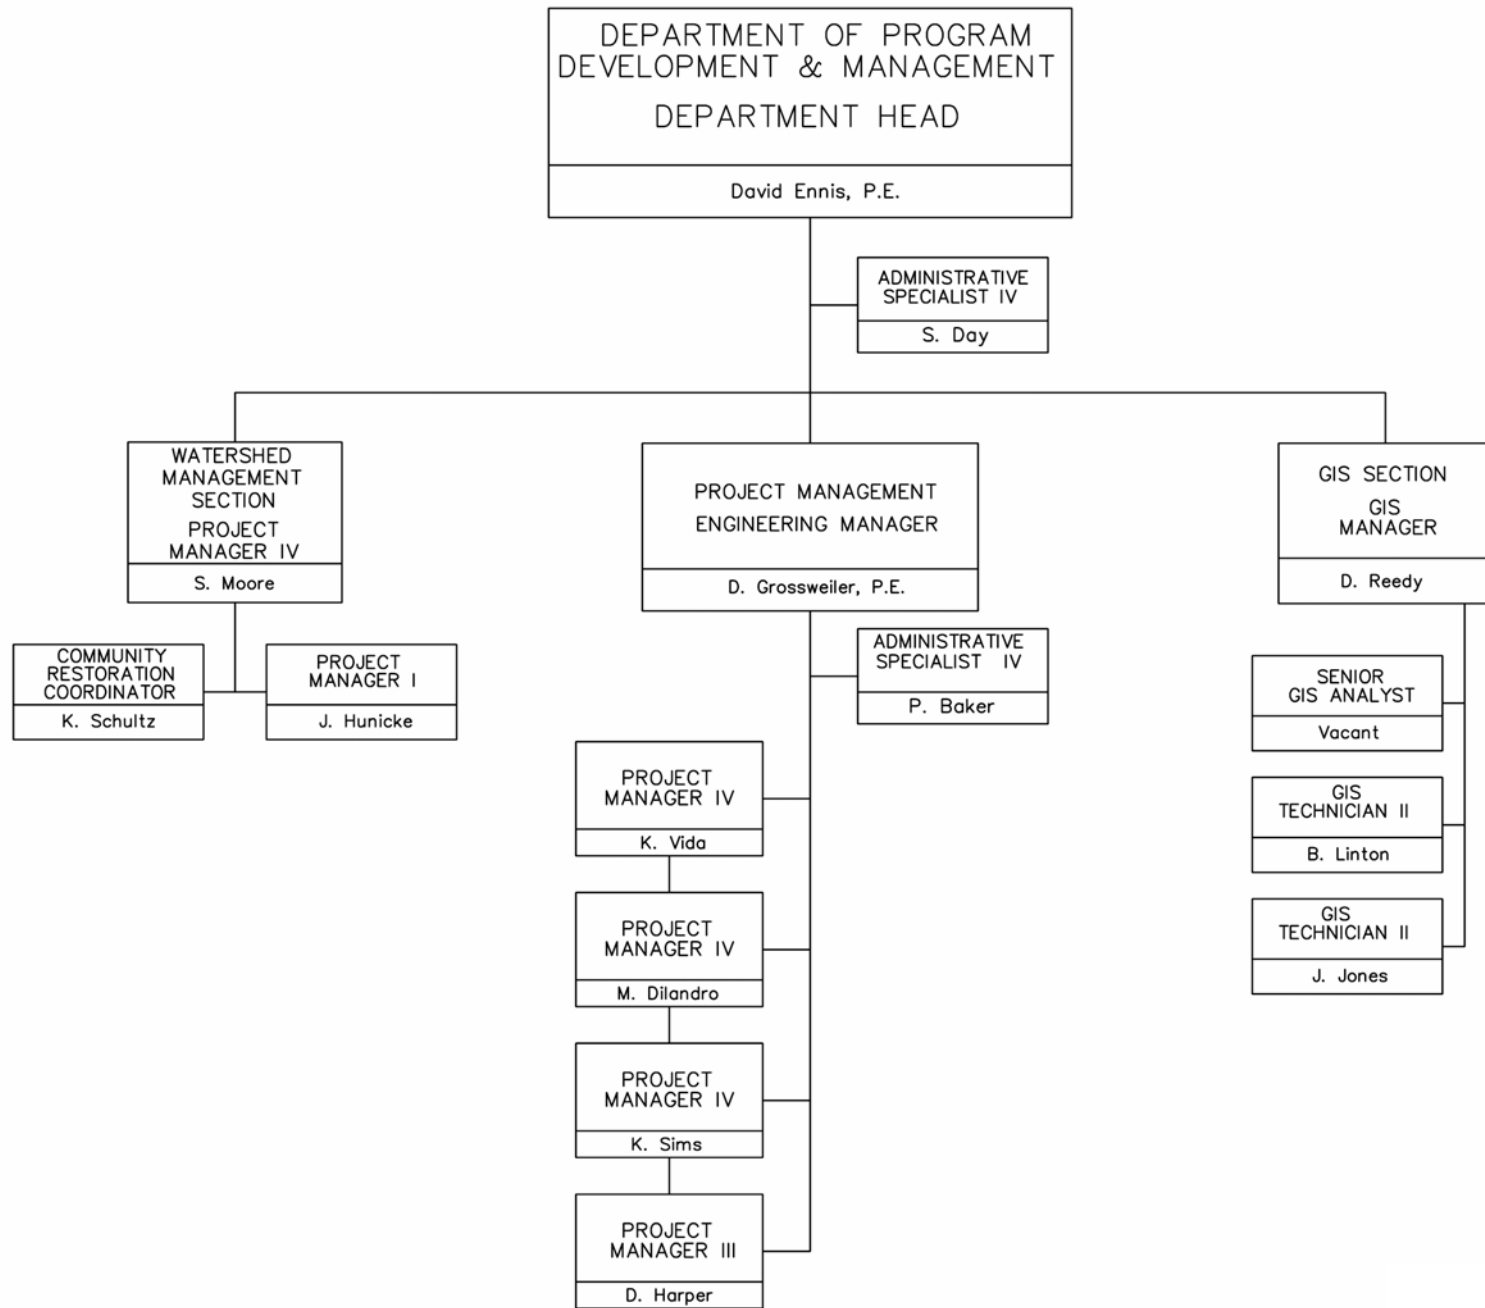 DEPARTMENT OF PROGRAM
DEVELOPMENT & MANAGEMENT
DEPARTMENT HEAD
David Ennis, P.E.
ADMINISTRATIVE
SPECIALIST IV
S. Day
WATERSHED
MANAGEMENT
SECTION
PROJECT
MANAGER IV
S. Moore
COMMUNITY
RESTORATION
COORDINATOR
K. Schultz
PROJECT
MANAGER I
J. Hunicke
PROJECT MANAGEMENT
ENGINEERING MANAGER
D. Grossweiler, P.E.
ADMINISTRATIVE
SPECIALIST IV
P. Baker
PROJECT
MANAGER IV
K. Vida
PROJECT
MANAGER IV
M. Dilandro
PROJECT
MANAGER IV
K. Sims
PROJECT
MANAGER III
D. Harper
GIS SECTION
GIS
MANAGER
D. Reedy
SENIOR
GIS ANALYST
Vacant
GIS
TECHNICIAN II
B. Linton
GIS
TECHNICIAN II
J. Jones